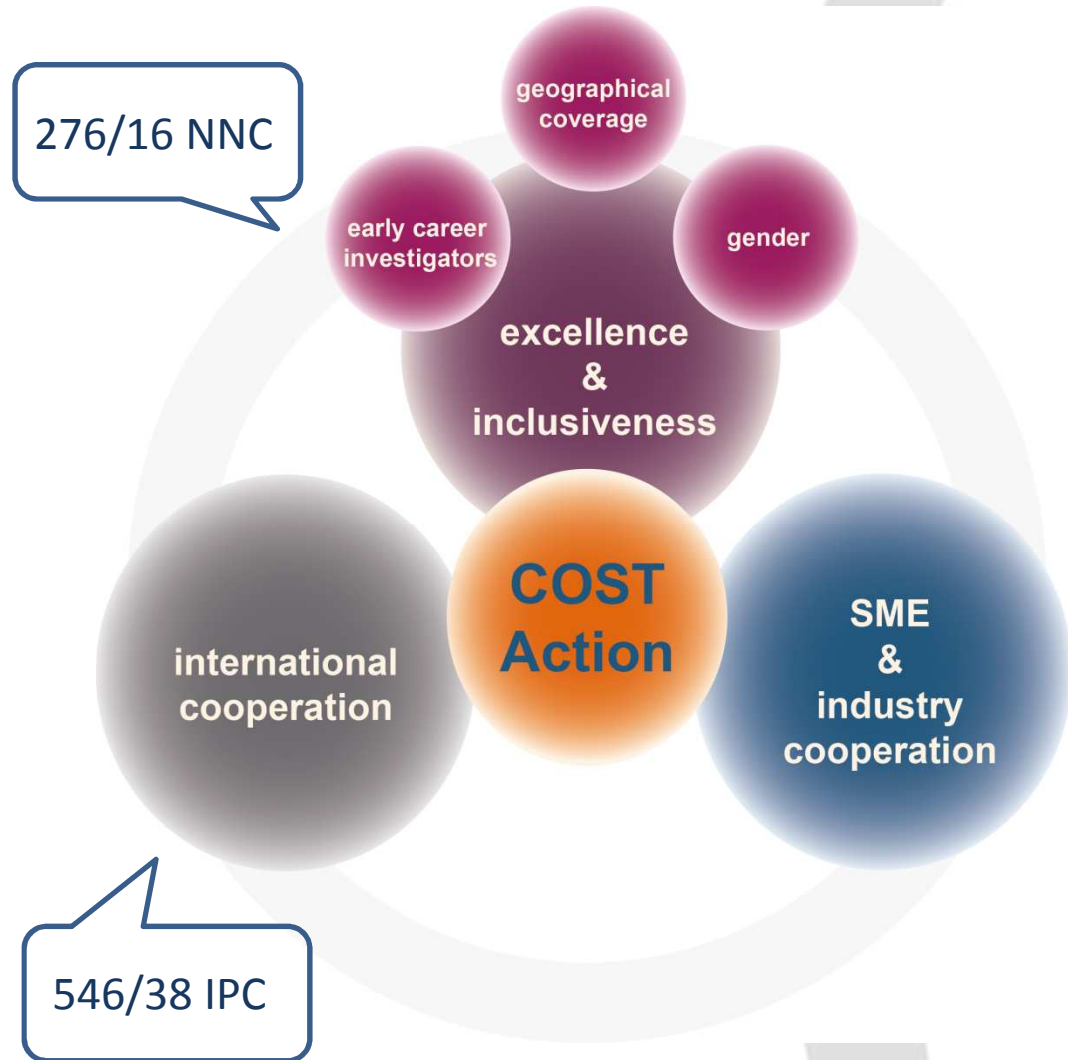 276/16 NNC
geographical
coverage
early career
investigators
gender
excellence
&
inclusiveness
international
cooperation
COST
Action
SME
&
industry
cooperation
546/38 IPC